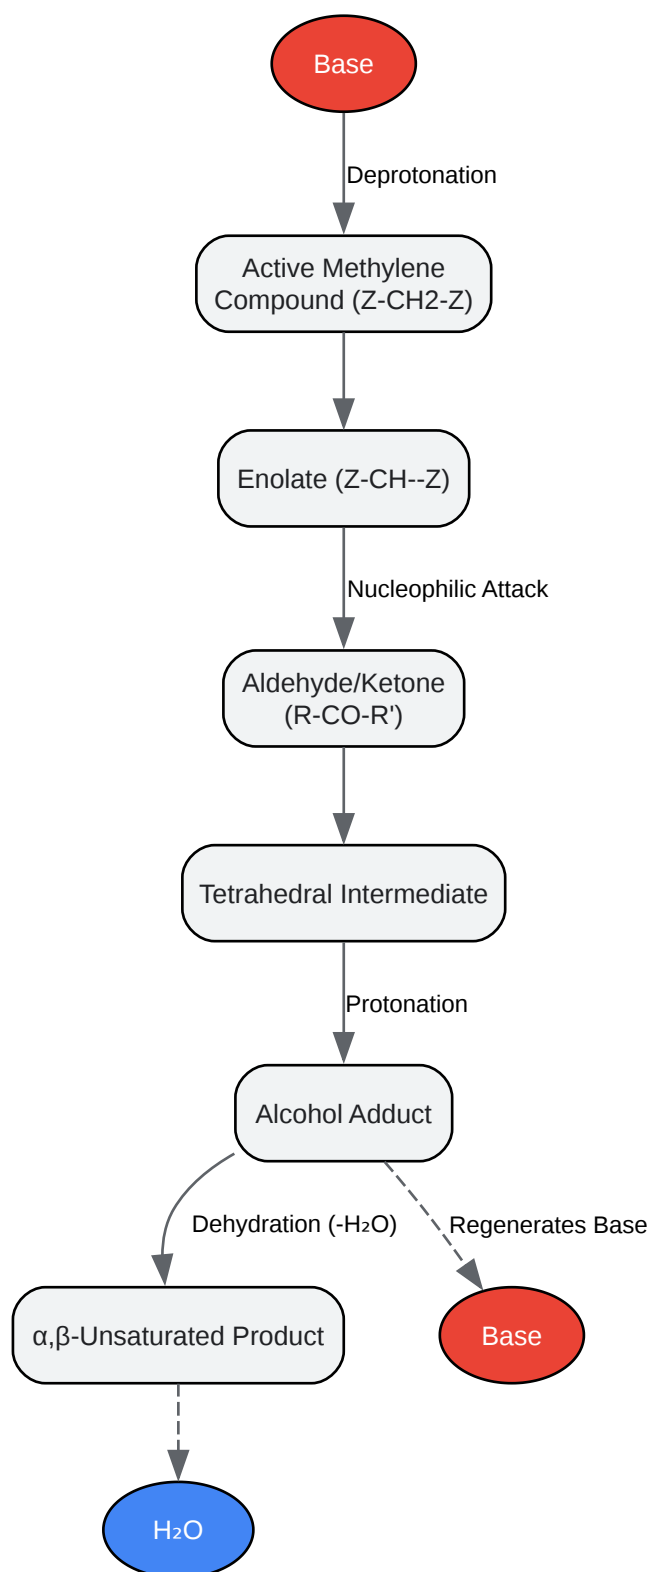 Base
Deprotonation
Active Methylene
Compound (Z-CH2-Z)
Enolate (Z-CH--Z)
Nucleophilic Attack
Aldehyde/Ketone
(R-CO-R')
Tetrahedral Intermediate
Protonation
Alcohol Adduct
Dehydration (-H₂O)
Regenerates Base
α,β-Unsaturated Product
Base
H₂O